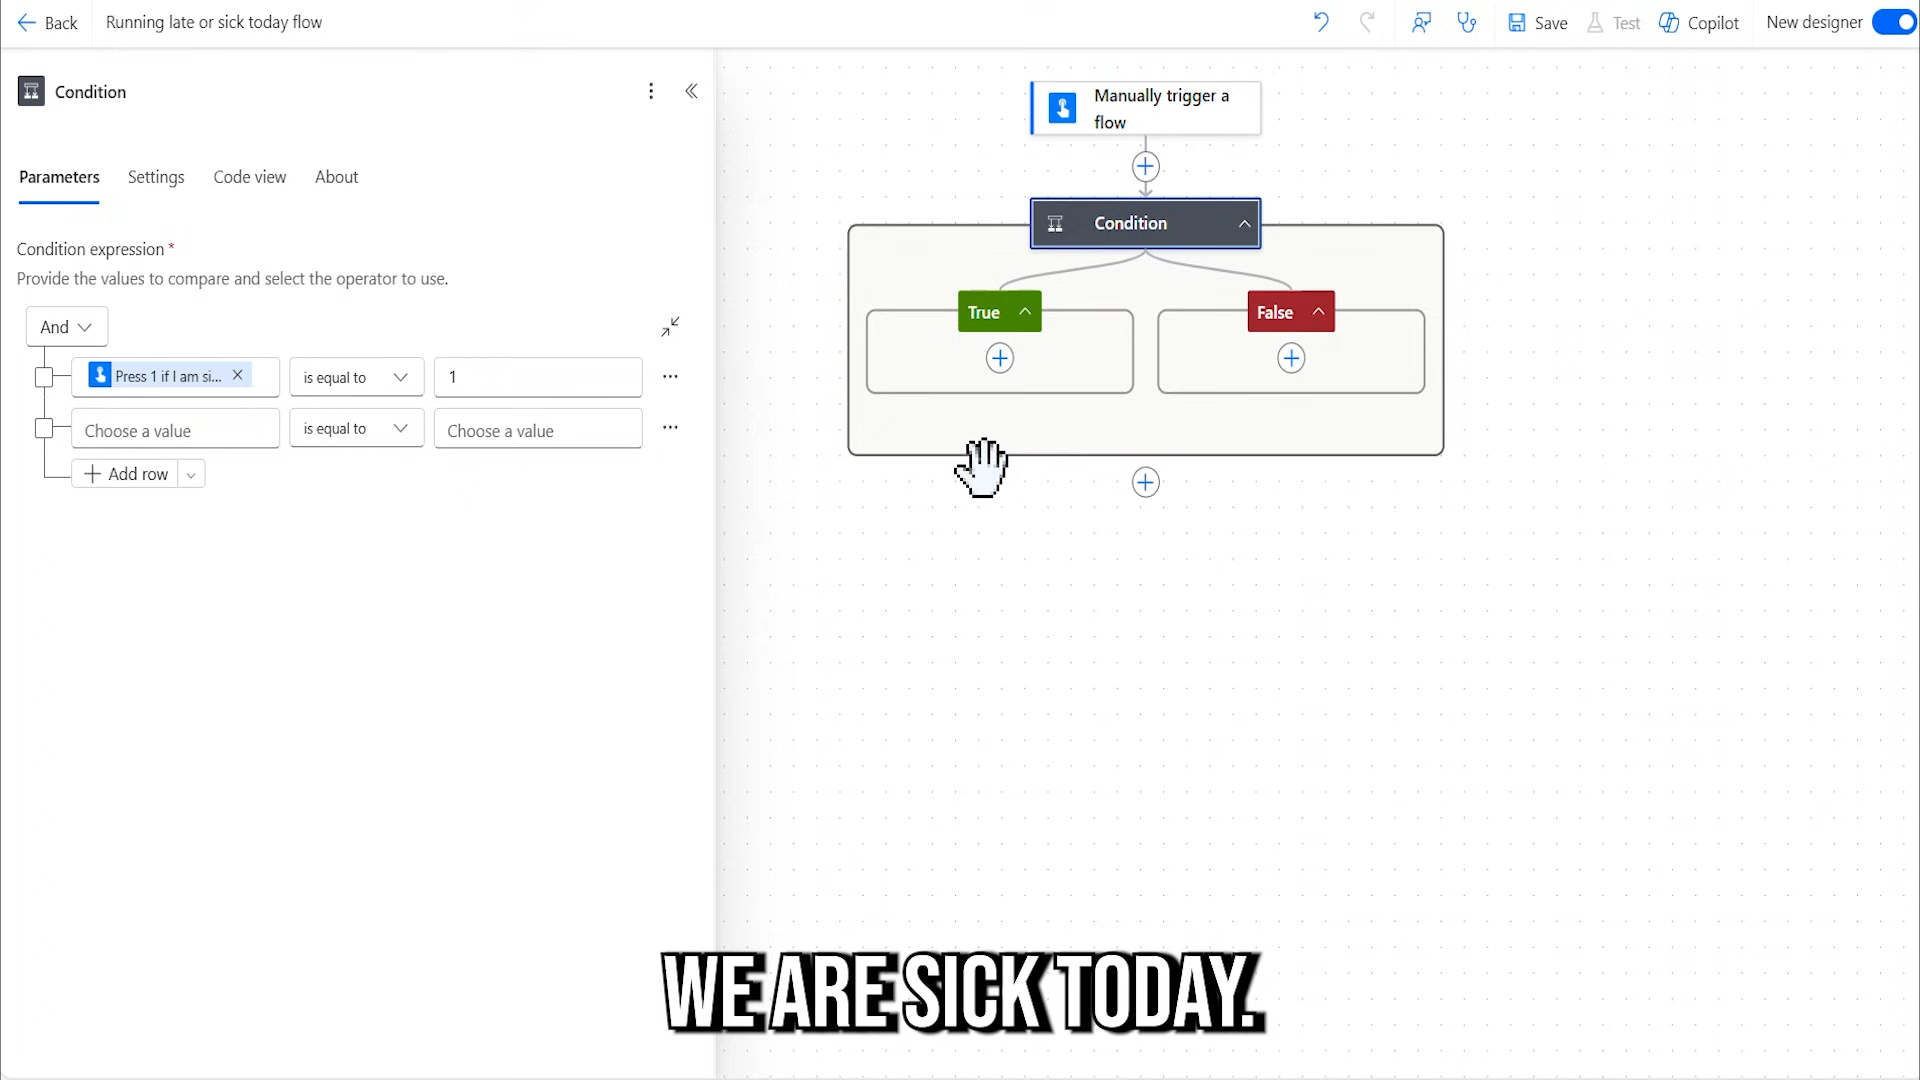 Back
Running late or sick today flow
Save
Test
Copilot
New designer
Condition
Parameters
Settings
Code view
About
Condition expression *
Provide the values to compare and select the operator to use.
And
Press 1 if I am si...
is equal to
1
Choose a value
is equal to
Choose a value
Add row
Manually trigger a
flow
Condition
True
False
WE ARE SICK TODAY.